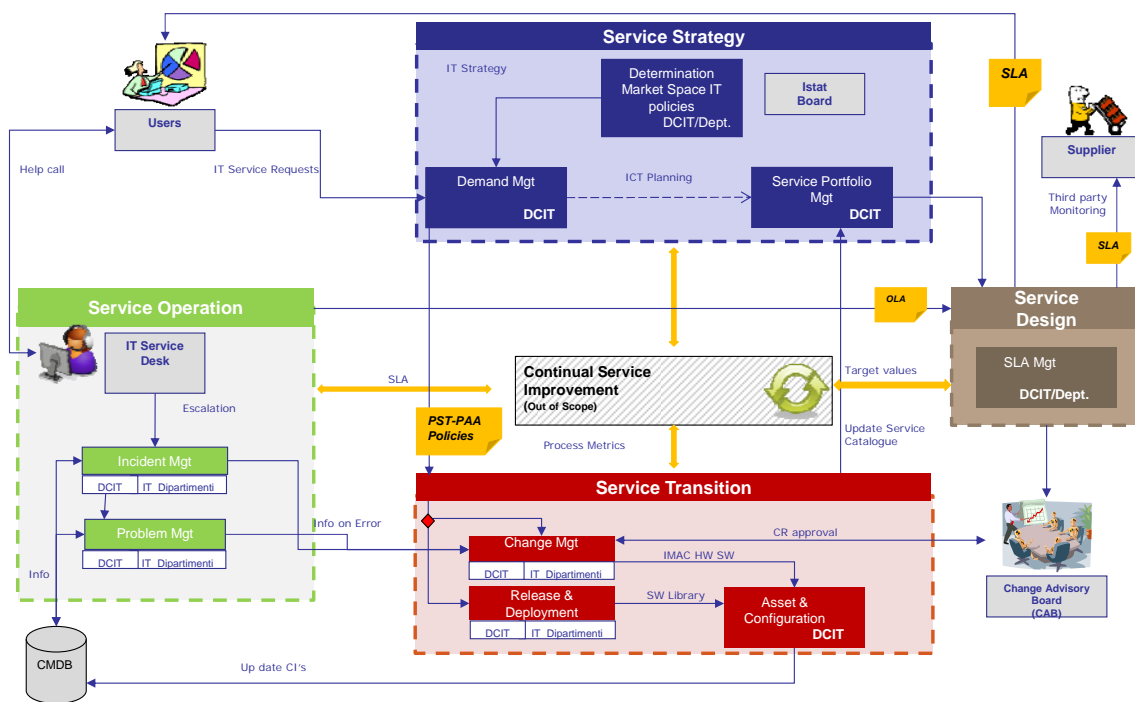 Service Strategy
IT Strategy
Determination
Market Space IT
policies
DCIT/Dept.
Istat
Board
SLA
Users
Supplier
Help call
IT Service Requests
Demand Mgt
DCIT
ICT Planning
Service Portfolio
Mgt
DCIT
Third party
Monitoring
SLA
Service Operation
OLA
Service
Design
IT Service
Desk
SLA Mgt
DCIT/Dept.
Continual Service
Improvement
(Out of Scope)
SLA
Target values
Escalation
PST-PAA
Policies
Update Service
Catalogue
Process Metrics
Incident Mgt
DCIT
IT Dipartimenti
Service Transition
Problem Mgt
DCIT
IT Dipartimenti
Info on Error
Change Mgt
DCIT
IT Dipartimenti
CR approval
IMAC HW SW
Info
Release &
Deployment
DCIT
IT Dipartimenti
SW Library
Asset &
Configuration
DCIT
Change Advisory
Board
(CAB)
CMDB
Up date CI's